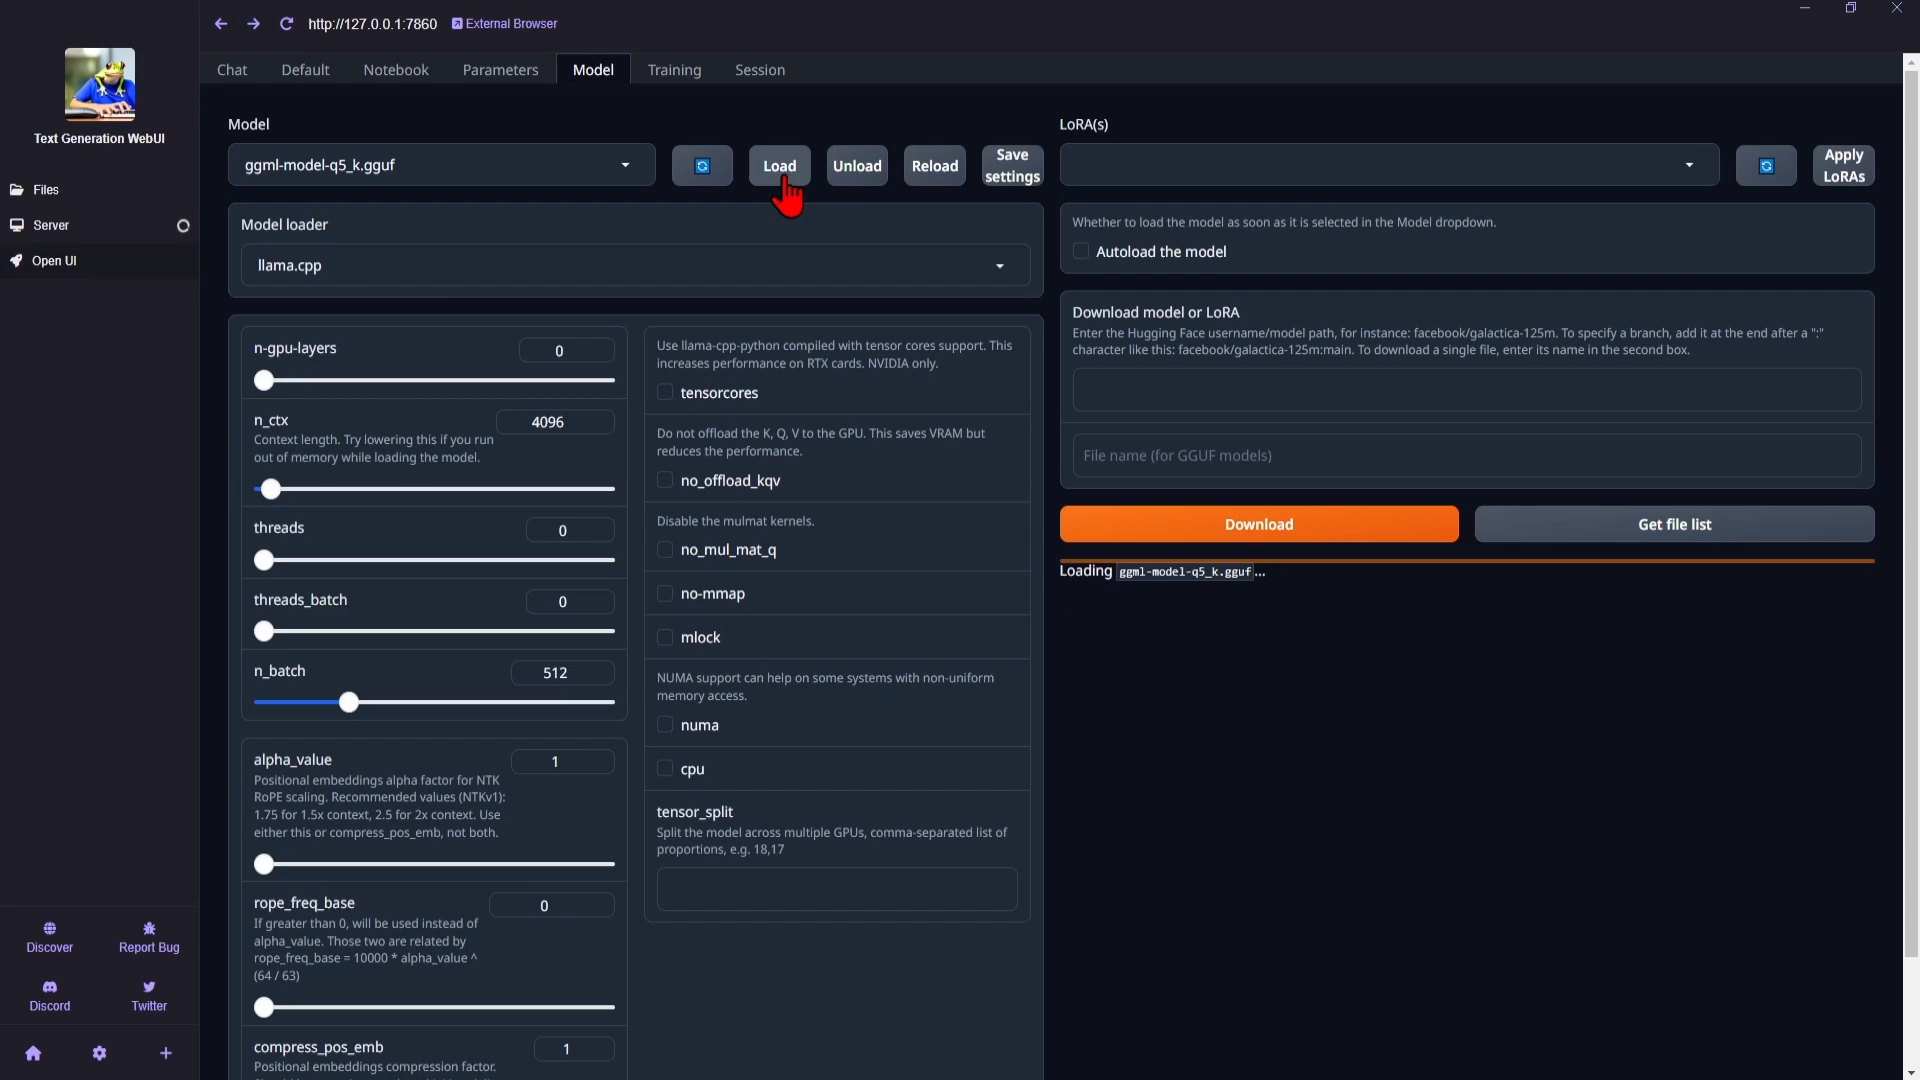 http://127.0.0.1:7860 External Browser
Text Generation WebUI
Files
Server
Open UI
Discover
Report Bug
Discord
Twitter
Chat Default Notebook Parameters Model Training Session
Model
ggml-model-q5_k.gguf
Load
Unload
Reload
Save
settings
Model loader
llama.cpp
n-gpu-layers
0
n_ctx
4096
Context length. Try lowering this if you run
out of memory while loading the model.
threads
0
threads_batch
0
n_batch
512
alpha_value
1
Positional embeddings alpha factor for NTK
RoPE scaling. Recommended values (NTKv1):
1.75 for 1.5x context, 2.5 for 2x context. Use
either this or compress_pos_emb, not both.
rope_freq_base
0
If greater than 0, will be used instead of
alpha_value. Those two are related by
rope_freq_base = 10000 * alpha_value ^
(64 / 63)
compress_pos_emb
1
Positional embeddings compression factor.
Use llama-cpp-python compiled with tensor cores support. This
increases performance on RTX cards. NVIDIA only.
tensorcores
Do not offload the K, Q, V to the GPU. This saves VRAM but
reduces the performance.
no_offload_kqv
Disable the mulmat kernels.
no_mul_mat_q
no-mmap
mlock
NUMA support can help on some systems with non-uniform
memory access.
numa
cpu
tensor_split
Split the model across multiple GPUs, comma-separated list of
proportions, e.g. 18,17
LoRA(s)
Apply
LoRAs
Whether to load the model as soon as it is selected in the Model dropdown.
Autoload the model
Download model or LoRA
Enter the Hugging Face username/model path, for instance: facebook/galactica-125m. To specify a branch, add it at the end after a ":"
character like this: facebook/galactica-125m:main. To download a single file, enter its name in the second box.
File name (for GGUF models)
Download
Get file list
Loading ggml-model-q5_k.gguf...